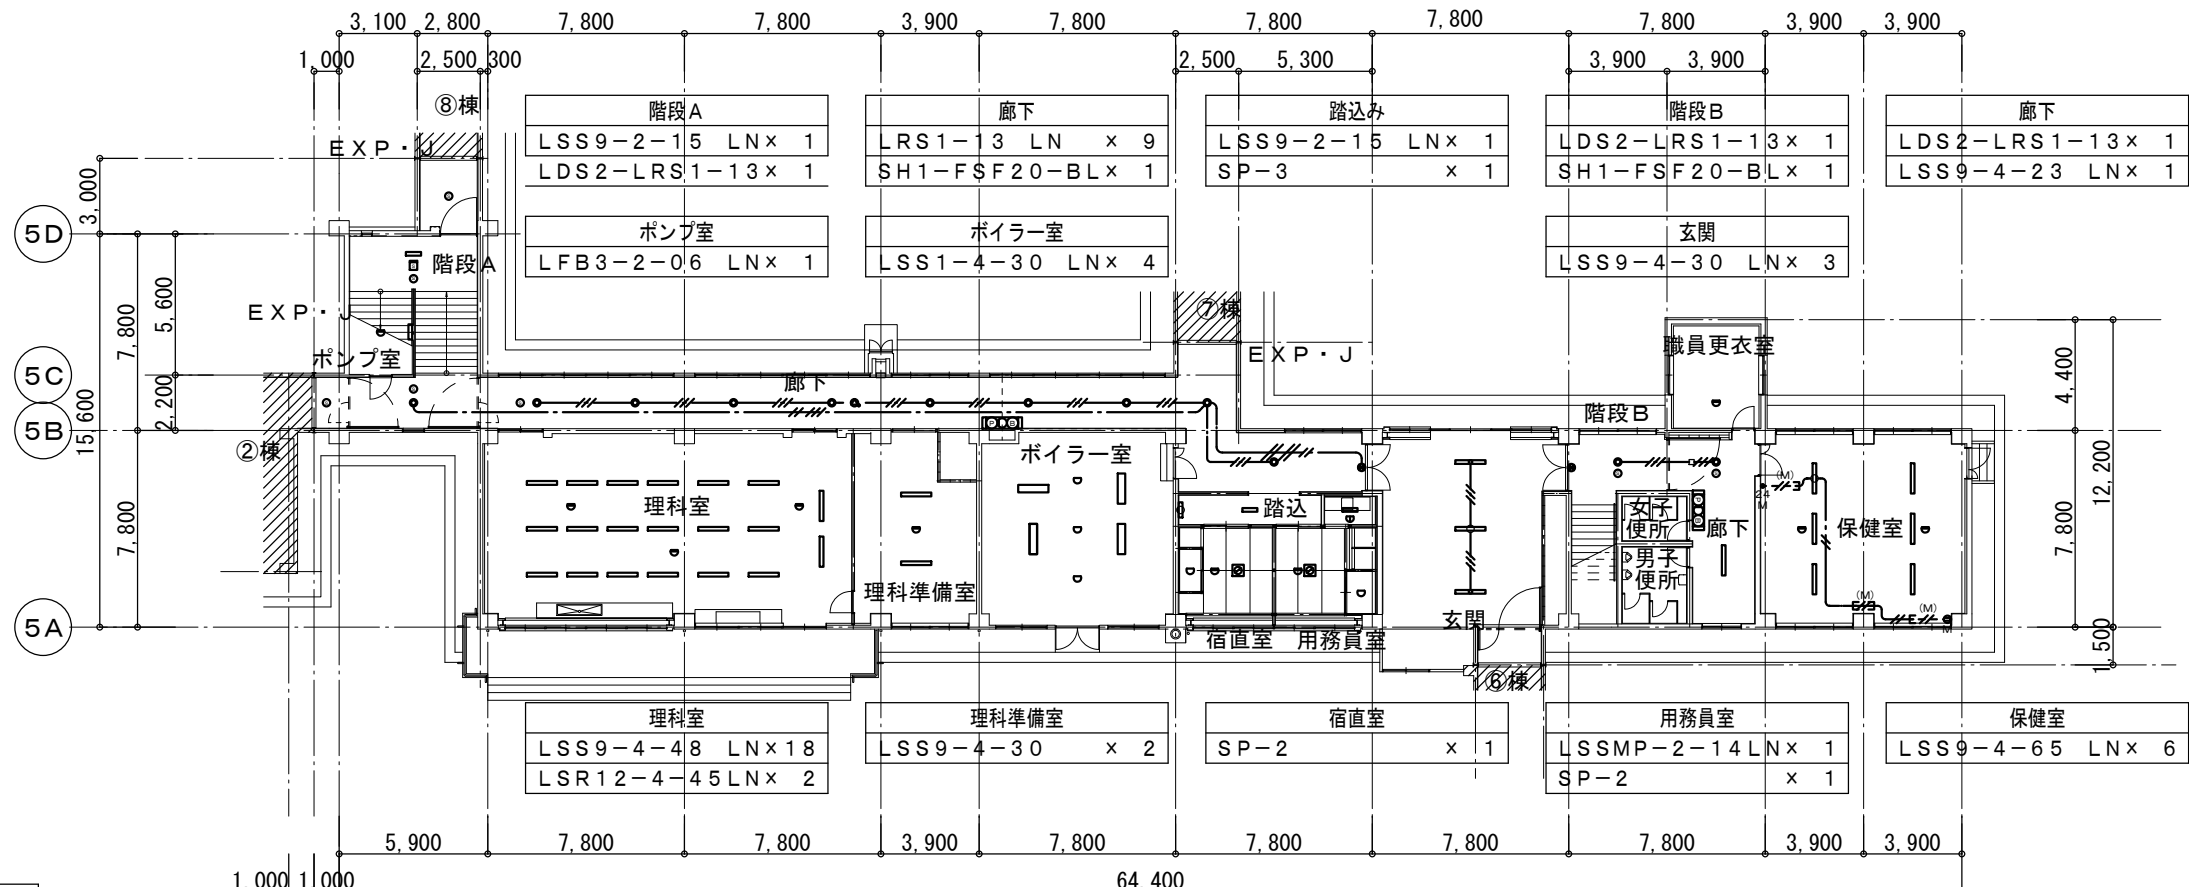 3,100 2,800 7,800 7,800 3,900 7,800 7,800 7,800 7,800 3,900 3,900
1,000 2,500 300 2,500 5,300 3,900 3,900
⑧棟
階段A
LSS9-2-15 LN× 1
LDS2-LRS1-13× 1
廊下
LRS1-13 LN × 9
SH1-FSF20-BL× 1
踏込み
LSS9-2-15 LN× 1
SP-3 × 1
階段B
LDS2-LRS1-13× 1
SH1-FSF20-BL× 1
廊下
LDS2-LRS1-13× 1
LSS9-4-23 LN× 1
EXP・J
3,000
5D
ポンプ室
LFB3-2-06 LN× 1
ボイラー室
LSS1-4-30 LN× 4
玄関
LSS9-4-30 LN× 3
階段A
7,800
5,600
EXP・J
⑦棟
EXP・J
ポンプ室
職員更衣室
5C
廊下
4,400
15,600
2,200
階段B
5B
②棟
ボイラー室
12,200
7,800
理科室
踏込
女子
便所
廊下
保健室
(M)
24
M
7,800
男子
便所
理科準備室
(M)
(M)
M
5A
宿直室
用務員室
玄関
1,500
⑥棟
理科室
LSS9-4-48 LN×18
LSR12-4-45LN× 2
理科準備室
LSS9-4-30 × 2
宿直室
SP-2 × 1
用務員室
LSSMP-2-14LN× 1
SP-2 × 1
保健室
LSS9-4-65 LN× 6
5,900 7,800 7,800 3,900 7,800 7,800 7,800 7,800 3,900 3,900
1,000 1,000 64,400